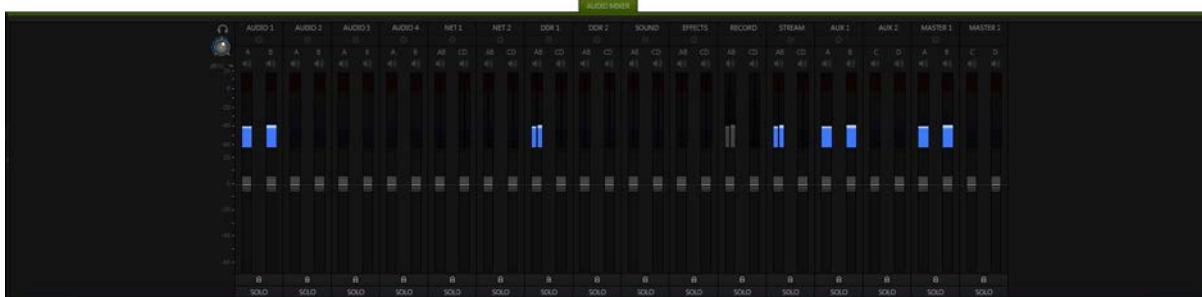 AUDIO MIXER
AUDIO 1 AUDIO 2 AUDIO 3 AUDIO 4 NET 1 NET 2 DDR 1 DDR 2 SOUND EFFECTS RECORD STREAM AUX 1 AUX 2 MASTER 1 MASTER 2
A B A B A B A B AB CD AB CD AB CD AB CD AB CD AB CD AB CD AB CD A B C D A B C D
SOLO SOLO SOLO SOLO SOLO SOLO SOLO SOLO SOLO SOLO SOLO SOLO SOLO SOLO SOLO SOLO